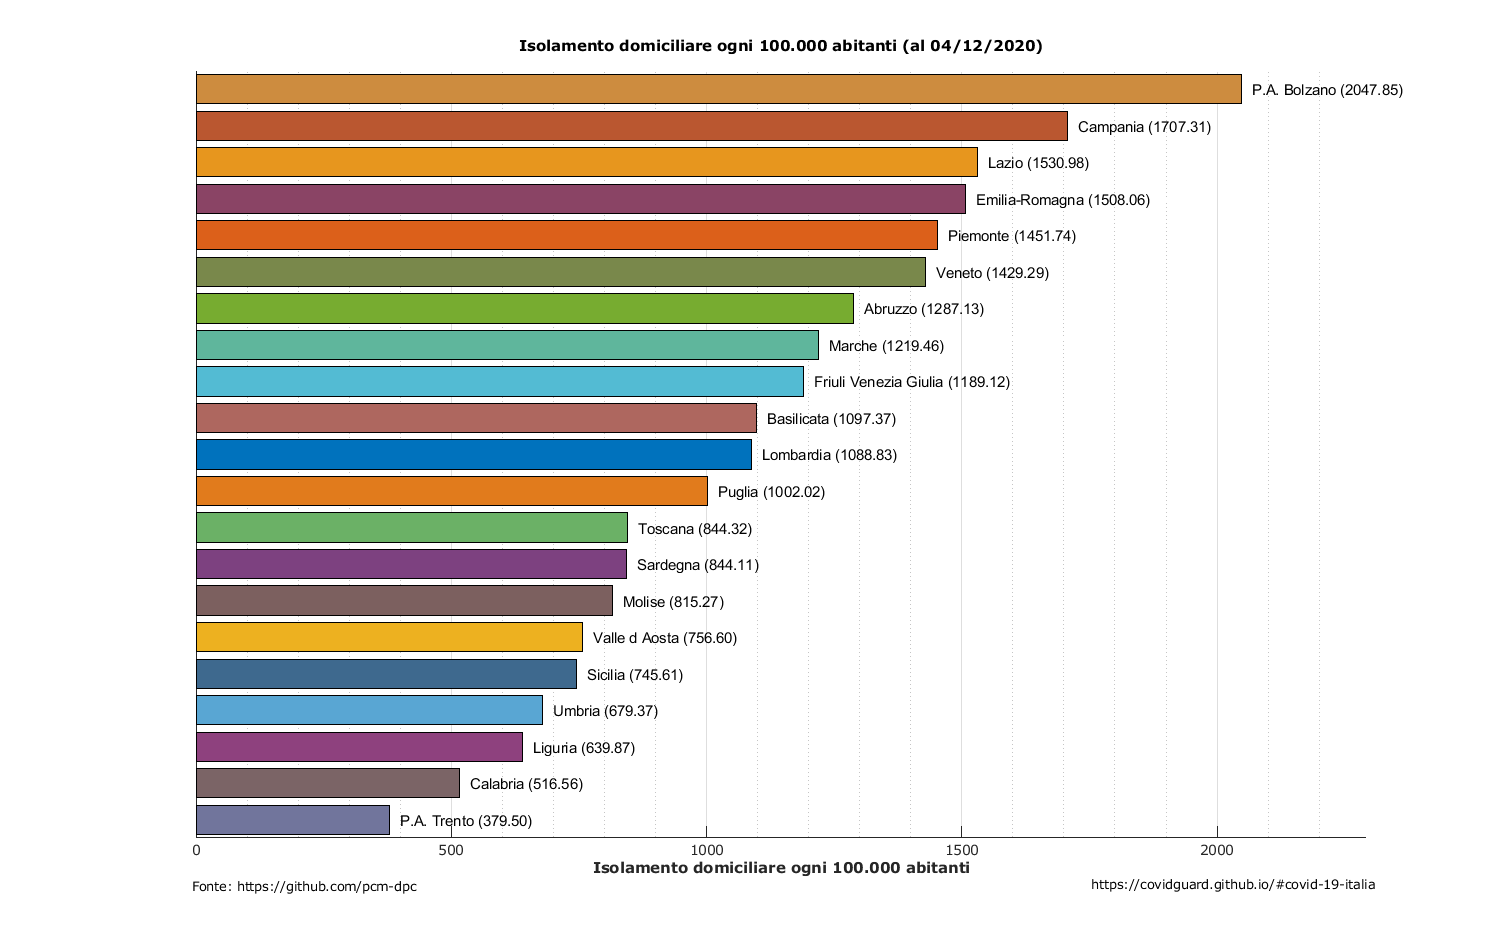 Isolamento domiciliare ogni 100.000 abitanti (al 04/12/2020)
P.A. Bolzano (2047.85)
Campania (1707.31)
Lazio (1530.98)
Emilia-Romagna (1508.06)
Piemonte (1451.74)
Veneto (1429.29)
Abruzzo (1287.13)
Marche (1219.46)
Friuli Venezia Giulia (1189.12)
Basilicata (1097.37)
Lombardia (1088.83)
Puglia (1002.02)
Toscana (844.32)
Sardegna (844.11)
Molise (815.27)
Valle d Aosta (756.60)
Sicilia (745.61)
Umbria (679.37)
Liguria (639.87)
Calabria (516.56)
P.A. Trento (379.50)
0 500 1000 1500 2000
Isolamento domiciliare ogni 100.000 abitanti
Fonte: https://github.com/pcm-dpc
https://covidguard.github.io/#covid-19-italia